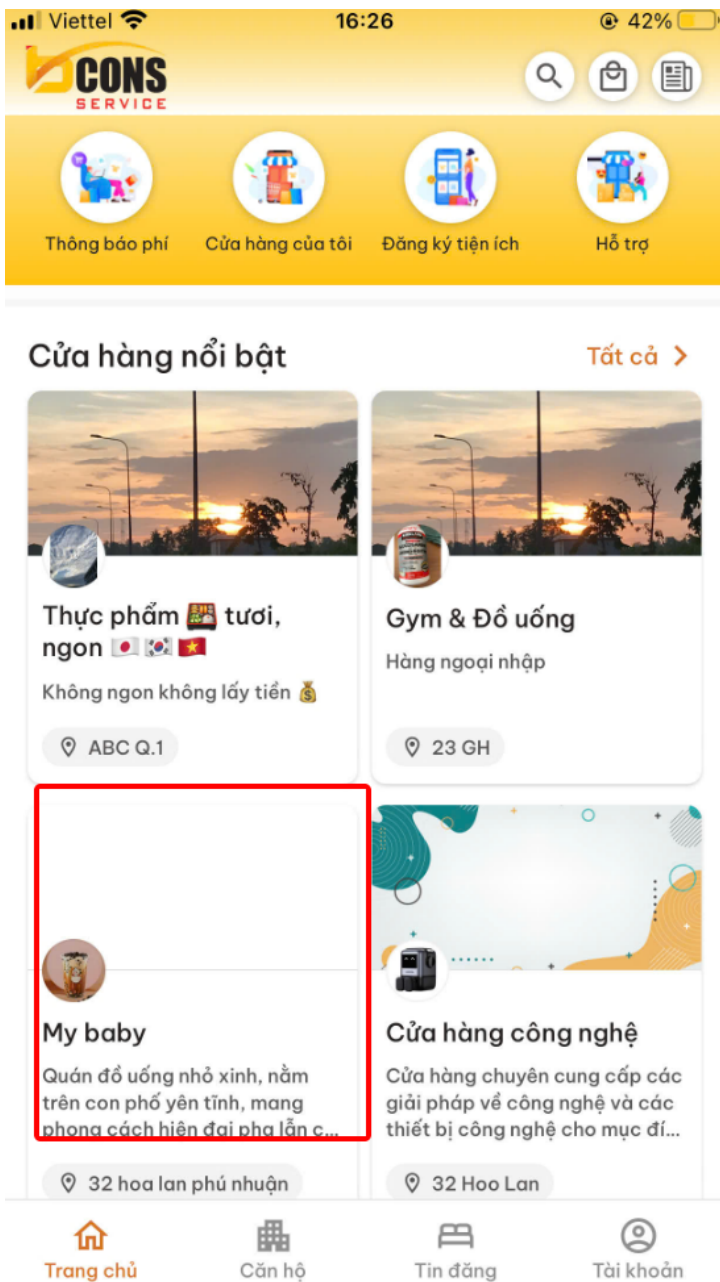 Viettel 16:26 42%
bCONS
SERVICE
Thông báo phí Cửa hàng của tôi Đăng ký tiện ích Hỗ trợ
Cửa hàng nổi bật Tất cả
Thực phẩm 🍱 tươi,
ngon 🇯🇵 🇰🇷 🇻🇳
Không ngon không lấy tiền 💰
ABC Q.1
Gym & Đồ uống
Hàng ngoại nhập
23 GH
My baby
Quán đồ uống nhỏ xinh, nằm
trên con phố yên tĩnh, mang
phong cách hiện đại pha lẫn c...
32 hoa lan phú nhuận
Cửa hàng công nghệ
Cửa hàng chuyên cung cấp các
giải pháp về công nghệ và các
thiết bị công nghệ cho mục đí...
32 Hoo Lan
Trang chủ Căn hộ Tin đăng Tài khoản